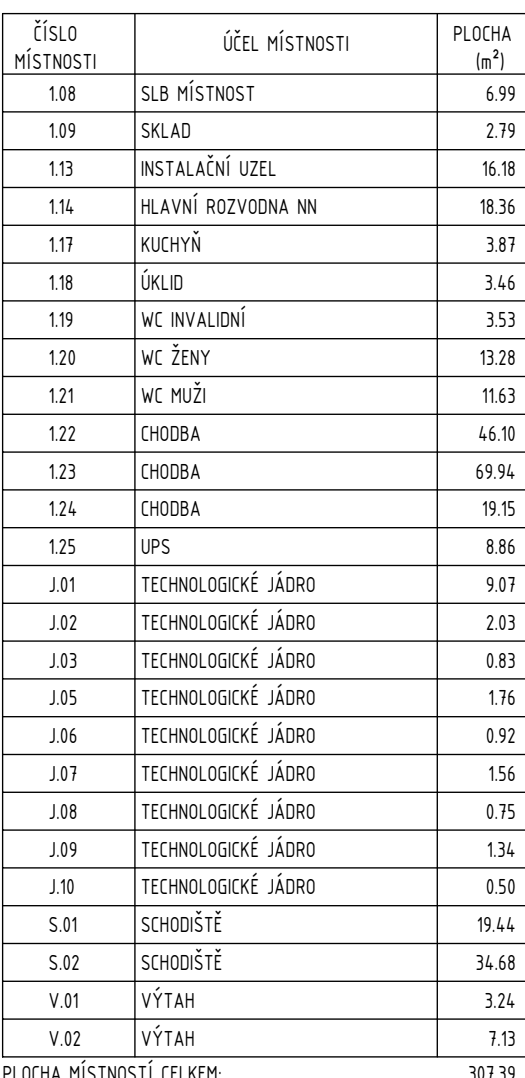 ČÍSLO MÍSTNOSTI ÚČEL MÍSTNOSTI PLOCHA (m²)
1.08 SLB MÍSTNOST 6.99
1.09 SKLAD 2.79
1.13 INSTALAČNÍ UZEL 16.18
1.14 HLAVNÍ ROZVODNA NN 18.36
1.17 KUCHYŇ 3.87
1.18 ÚKLID 3.46
1.19 WC INVALIDNÍ 3.53
1.20 WC ŽENY 13.28
1.21 WC MUŽI 11.63
1.22 CHODBA 46.10
1.23 CHODBA 69.94
1.24 CHODBA 19.15
1.25 UPS 8.86
J.01 TECHNOLOGICKÉ JÁDRO 9.07
J.02 TECHNOLOGICKÉ JÁDRO 2.03
J.03 TECHNOLOGICKÉ JÁDRO 0.83
J.05 TECHNOLOGICKÉ JÁDRO 1.76
J.06 TECHNOLOGICKÉ JÁDRO 0.92
J.07 TECHNOLOGICKÉ JÁDRO 1.56
J.08 TECHNOLOGICKÉ JÁDRO 0.75
J.09 TECHNOLOGICKÉ JÁDRO 1.34
J.10 TECHNOLOGICKÉ JÁDRO 0.50
S.01 SCHODIŠTĚ 19.44
S.02 SCHODIŠTĚ 34.68
V.01 VÝTAH 3.24
V.02 VÝTAH 7.13
PLOCHA MÍSTNOSTÍ CELKEM: 307.39